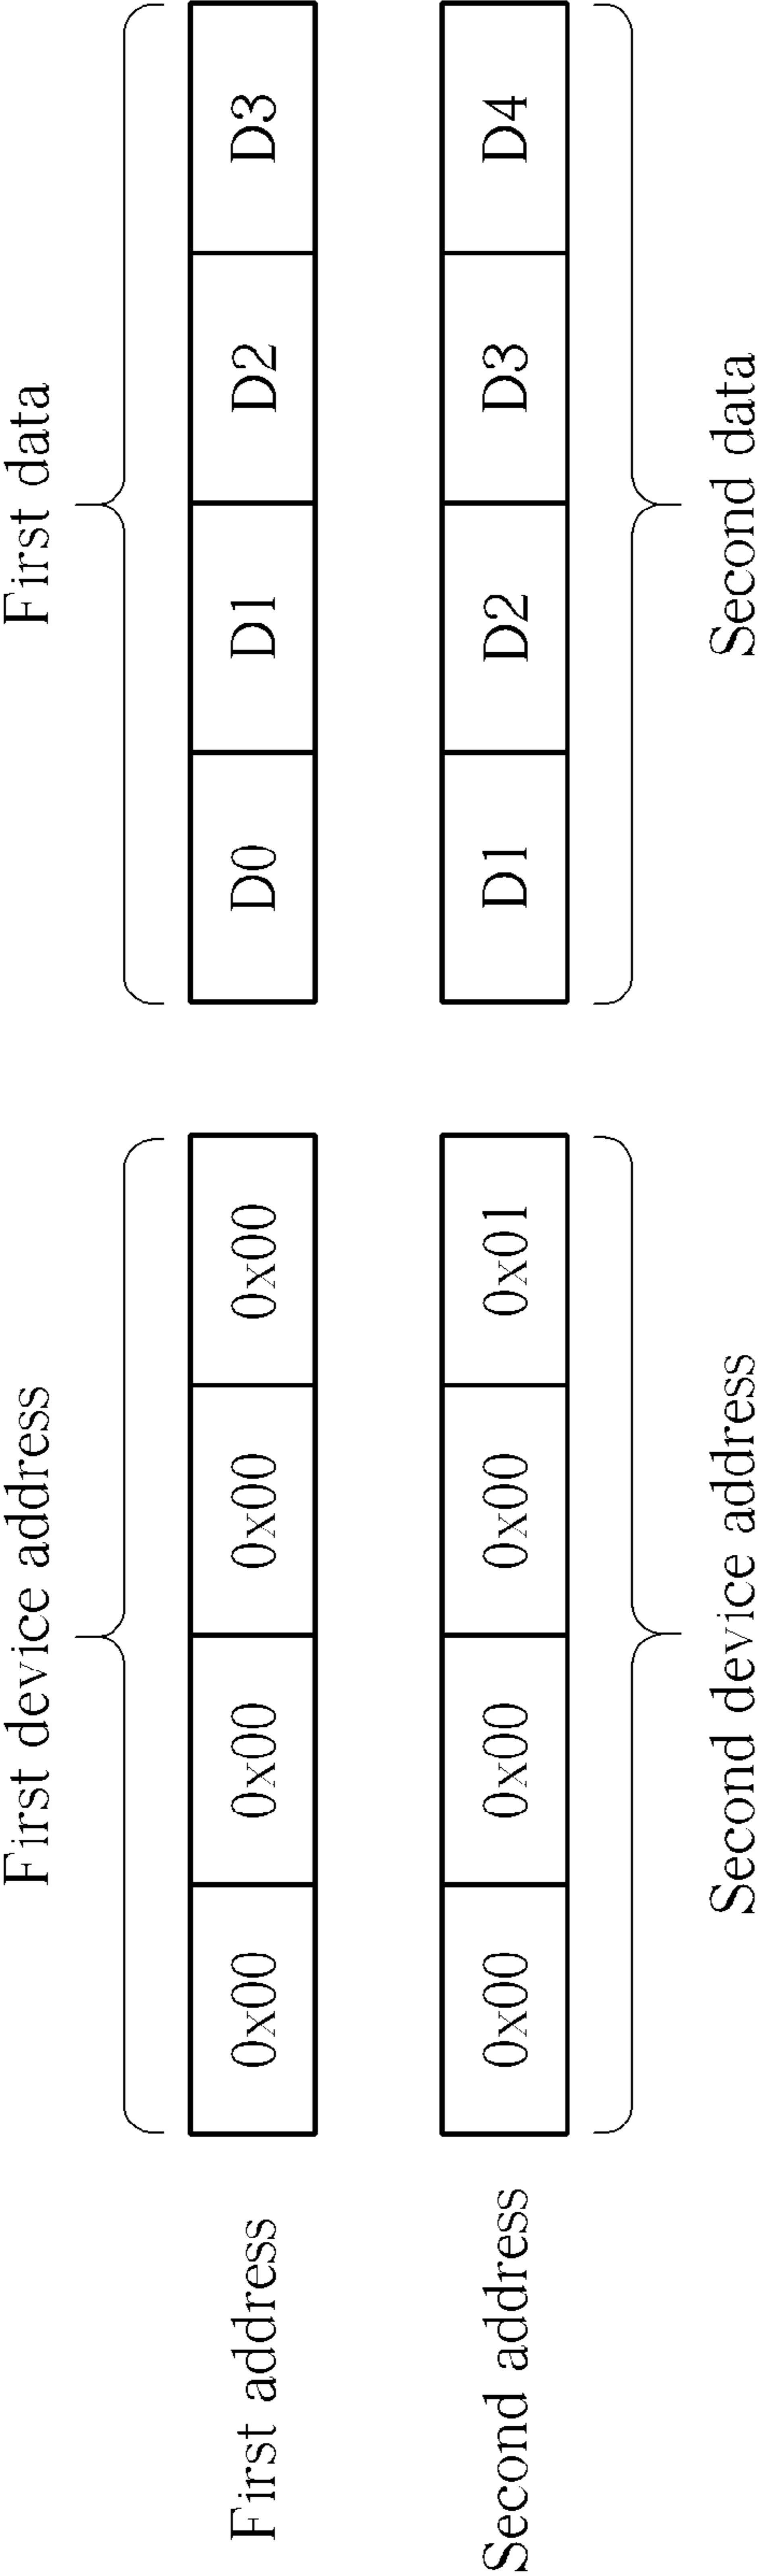 First device address First data
First address 0x00 0x00 0x00 0x00 D0 D1 D2 D3
Second address 0x00 0x00 0x00 0x01 D1 D2 D3 D4
Second device address Second data